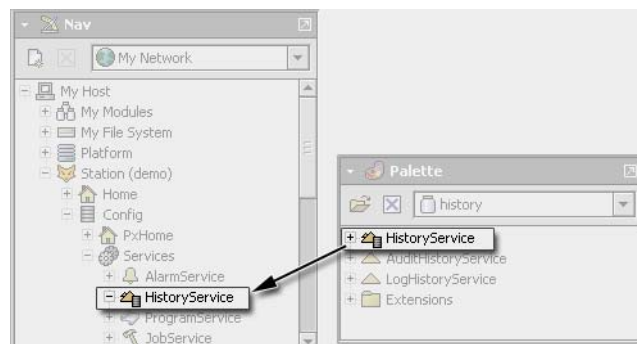 Nav
My Network
My Host
My Modules
My File System
Platform
Station (demo)
Home
Config
PxHome
Services
AlarmService
HistoryService
ProgramService
JobService
Palette
history
HistoryService
AuditHistoryService
LogHistoryService
Extensions